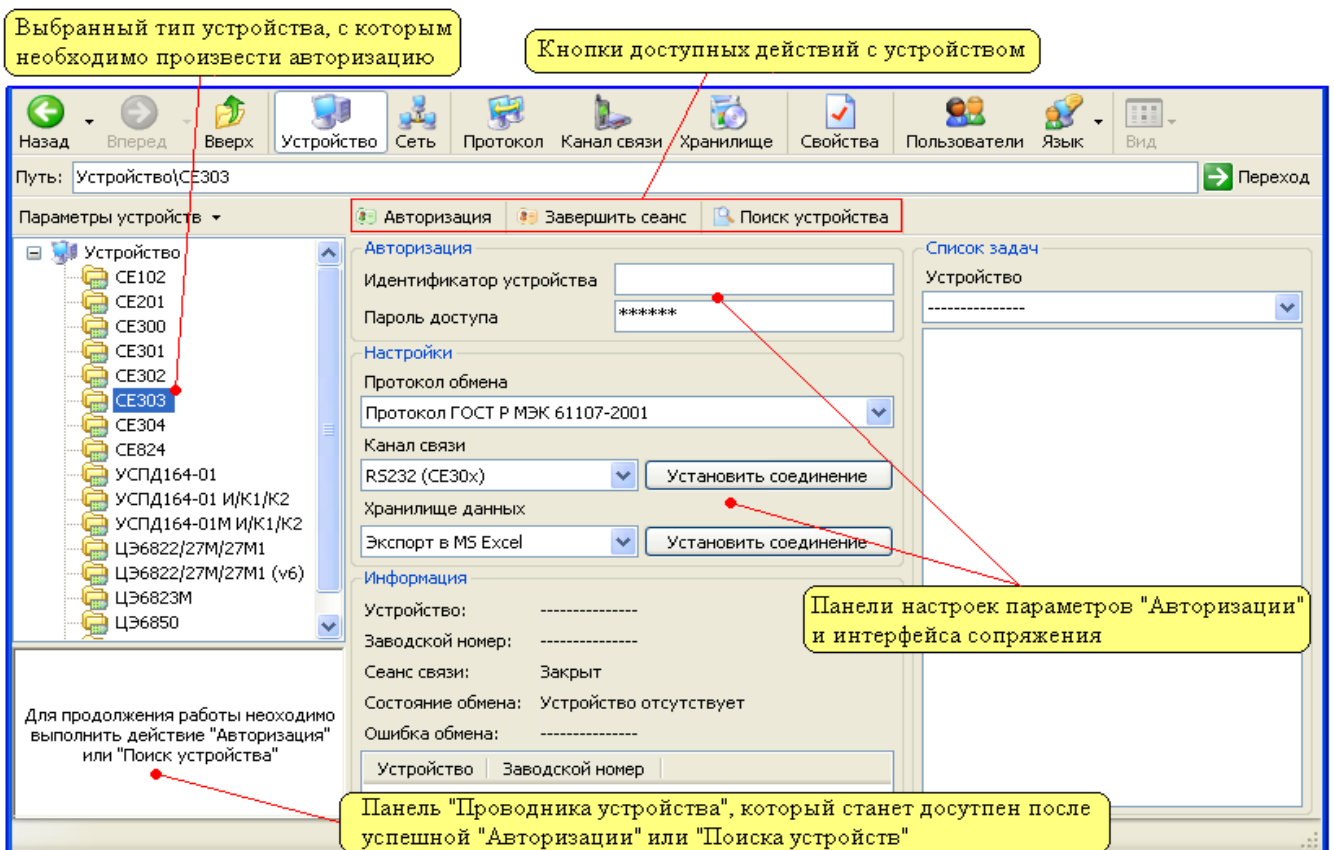 Выбранный тип устройства, с которым
необходимо произвести авторизацию
Кнопки доступных действий с устройством
Назад
Вперед
Вверх
Устройство
Сеть
Протокол
Канал связи
Хранилище
Свойства
Пользователи
Язык
Вид
Путь: Устройство\CE303
Переход
Параметры устройств
Авторизация
Завершить сеанс
Поиск устройства
Устройство
CE102
CE201
CE300
CE301
CE302
CE303
CE304
CE824
УСПД164-01
УСПД164-01 И/К1/К2
УСПД164-01М И/К1/К2
ЦЭ6822/27М/27М1
ЦЭ6822/27М/27М1 (v6)
ЦЭ6823М
ЦЭ6850
Для продолжения работы неоходимо
выполнить действие "Авторизация"
или "Поиск устройства"
Авторизация
Идентификатор устройства
Пароль доступа ******
Настройки
Протокол обмена
Протокол ГОСТ Р МЭК 61107-2001
Канал связи
RS232 (CE30x)
Установить соединение
Хранилище данных
Экспорт в MS Excel
Установить соединение
Информация
Устройство: ---------------
Заводской номер: ---------------
Сеанс связи: Закрыт
Состояние обмена: Устройство отсутствует
Ошибка обмена: ---------------
Устройство
Заводской номер
Список задач
Устройство
---------------
Панели настроек параметров "Авторизации"
и интерфейса сопряжения
Панель "Проводника устройства", который станет досутпен после
успешной "Авторизации" или "Поиска устройств"